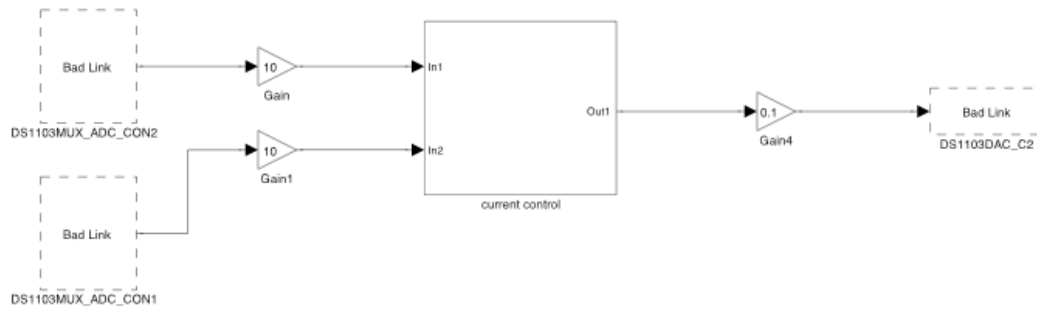 Bad Link
DS1103MUX_ADC_CON2
10
Gain
In1
Out1
0.1
Gain4
Bad Link
DS1103DAC_C2
10
Gain1
In2
current control
Bad Link
DS1103MUX_ADC_CON1